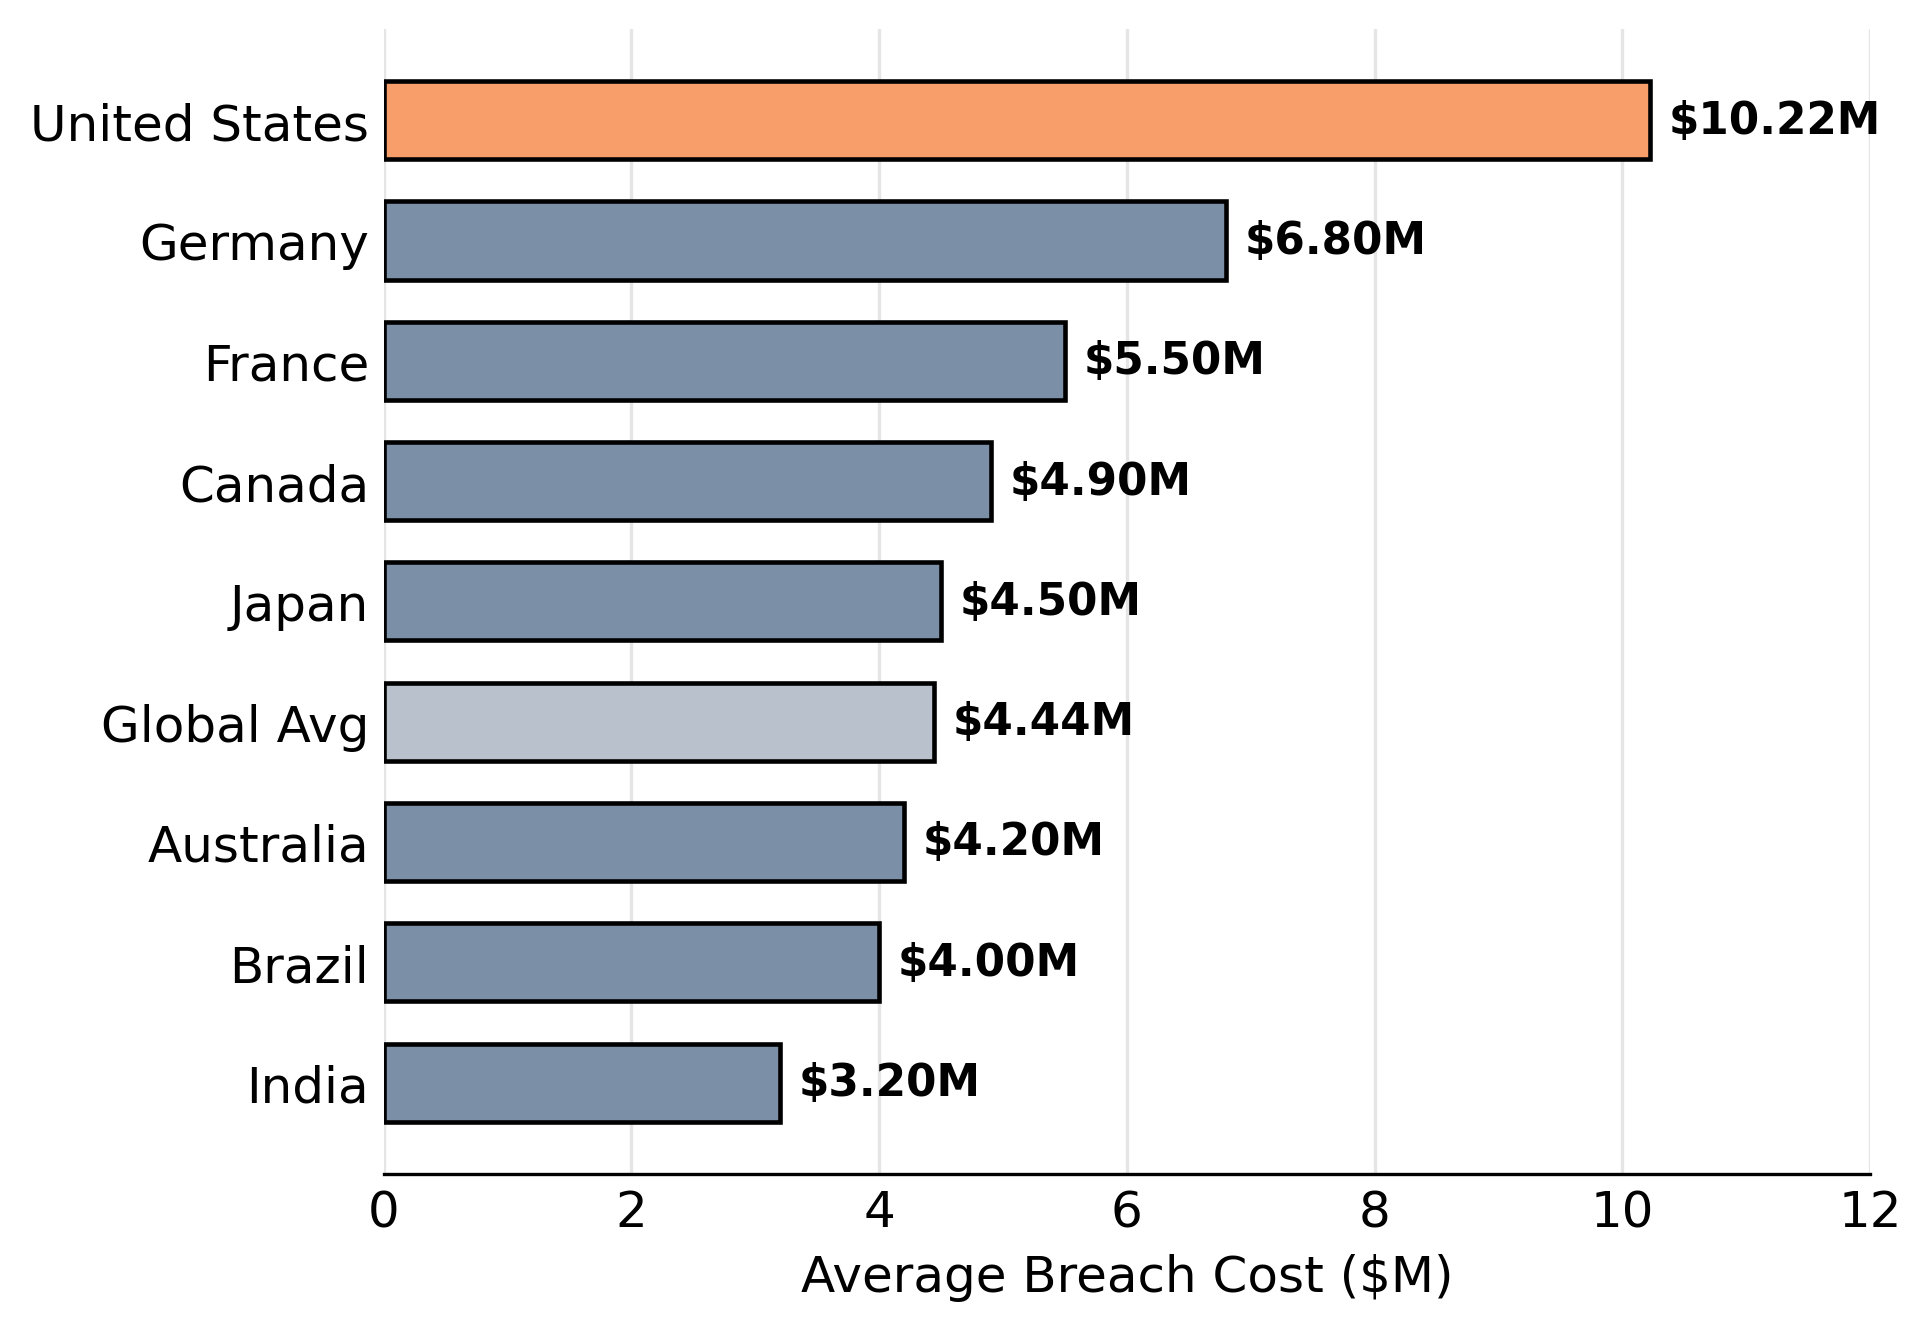 United States $10.22M
Germany $6.80M
France $5.50M
Canada $4.90M
Japan $4.50M
Global Avg $4.44M
Australia $4.20M
Brazil $4.00M
India $3.20M
0 2 4 6 8 10 12
Average Breach Cost ($M)